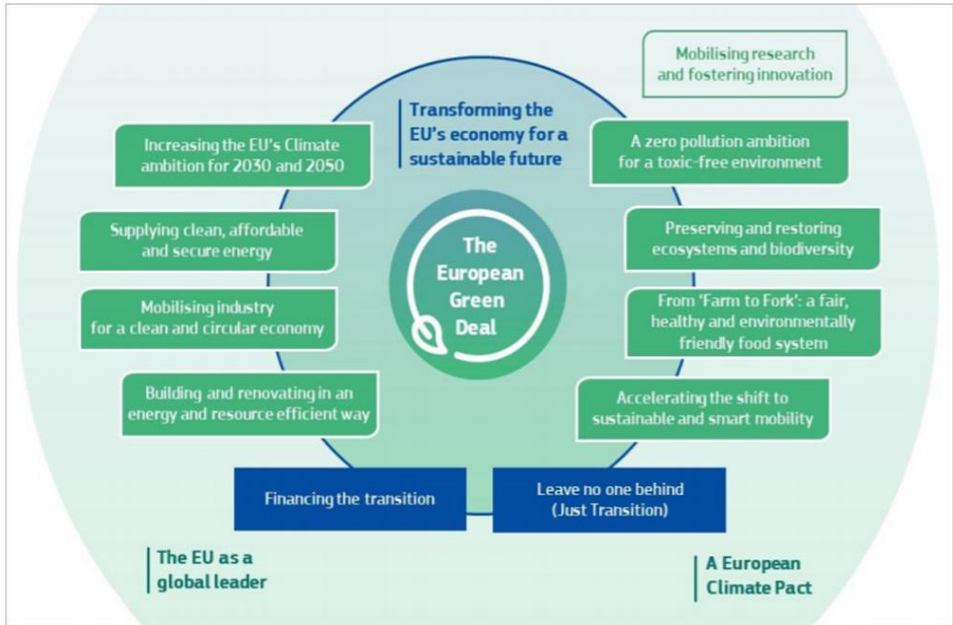 Mobilising research
and fostering innovation
Transforming the
EU's economy for a
sustainable future
Increasing the EU's Climate
ambition for 2030 and 2050
A zero pollution ambition
for a toxic-free environment
Supplying clean, affordable
and secure energy
Preserving and restoring
ecosystems and biodiversity
The
European
Green
Deal
Mobilising industry
for a clean and circular economy
From 'Farm to Fork': a fair,
healthy and environmentally
friendly food system
Building and renovating in an
energy and resource efficient way
Accelerating the shift to
sustainable and smart mobility
Financing the transition
Leave no one behind
(Just Transition)
The EU as a
global leader
A European
Climate Pact